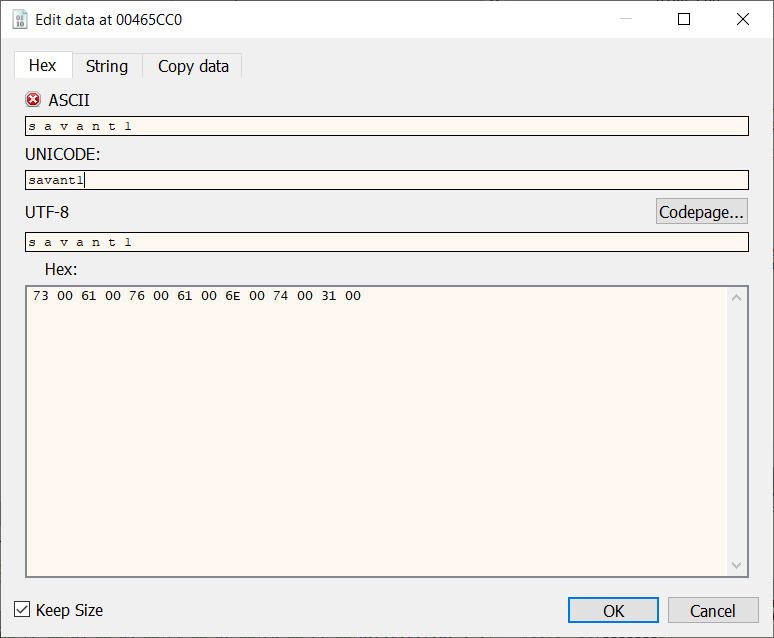 Edit data at 00465CC0
Hex String Copy data
ASCII
s a v a n t 1
UNICODE:
savant1
UTF-8
Codepage...
s a v a n t 1
Hex:
73 00 61 00 76 00 61 00 6E 00 74 00 31 00
Keep Size
OK Cancel